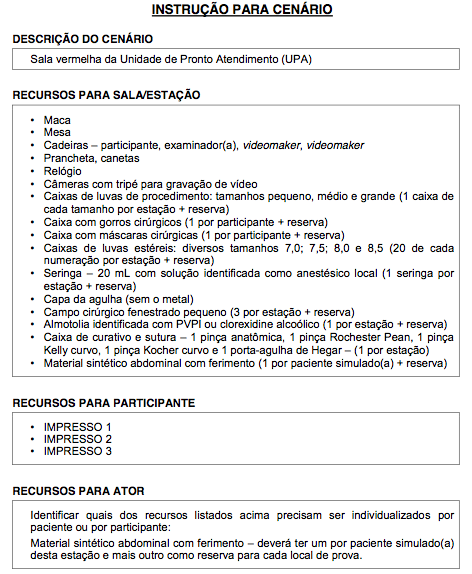 INSTRUÇÃO PARA CENÁRIO
DESCRIÇÃO DO CENÁRIO
Sala vermelha da Unidade de Pronto Atendimento (UPA)
RECURSOS PARA SALA/ESTAÇÃO
• Maca
• Mesa
• Cadeiras – participante, examinador(a), videomaker, videomaker
• Prancheta, canetas
• Relógio
• Câmeras com tripé para gravação de vídeo
• Caixas de luvas de procedimento: tamanhos pequeno, médio e grande (1 caixa de
cada tamanho por estação + reserva)
• Caixa com gorros cirúrgicos (1 por participante + reserva)
• Caixa com máscaras cirúrgicas (1 por participante + reserva)
• Caixas de luvas estéreis: diversos tamanhos 7,0; 7,5; 8,0 e 8,5 (20 de cada
numeração por estação + reserva)
• Seringa – 20 mL com solução identificada como anestésico local (1 seringa por
estação + reserva)
• Capa da agulha (sem o metal)
• Campo cirúrgico fenestrado pequeno (3 por estação + reserva)
• Almotolia identificada com PVPI ou clorexidine alcoólico (1 por estação + reserva)
• Caixa de curativo e sutura – 1 pinça anatômica, 1 pinça Rochester Pean, 1 pinça
Kelly curvo, 1 pinça Kocher curvo e 1 porta-agulha de Hegar – (1 por estação)
• Material sintético abdominal com ferimento (1 por paciente simulado(a) + reserva)
RECURSOS PARA PARTICIPANTE
• IMPRESSO 1
• IMPRESSO 2
• IMPRESSO 3
RECURSOS PARA ATOR
Identificar quais dos recursos listados acima precisam ser individualizados por
paciente ou por participante:
Material sintético abdominal com ferimento – deverá ter um por paciente simulado(a)
desta estação e mais outro como reserva para cada local de prova.